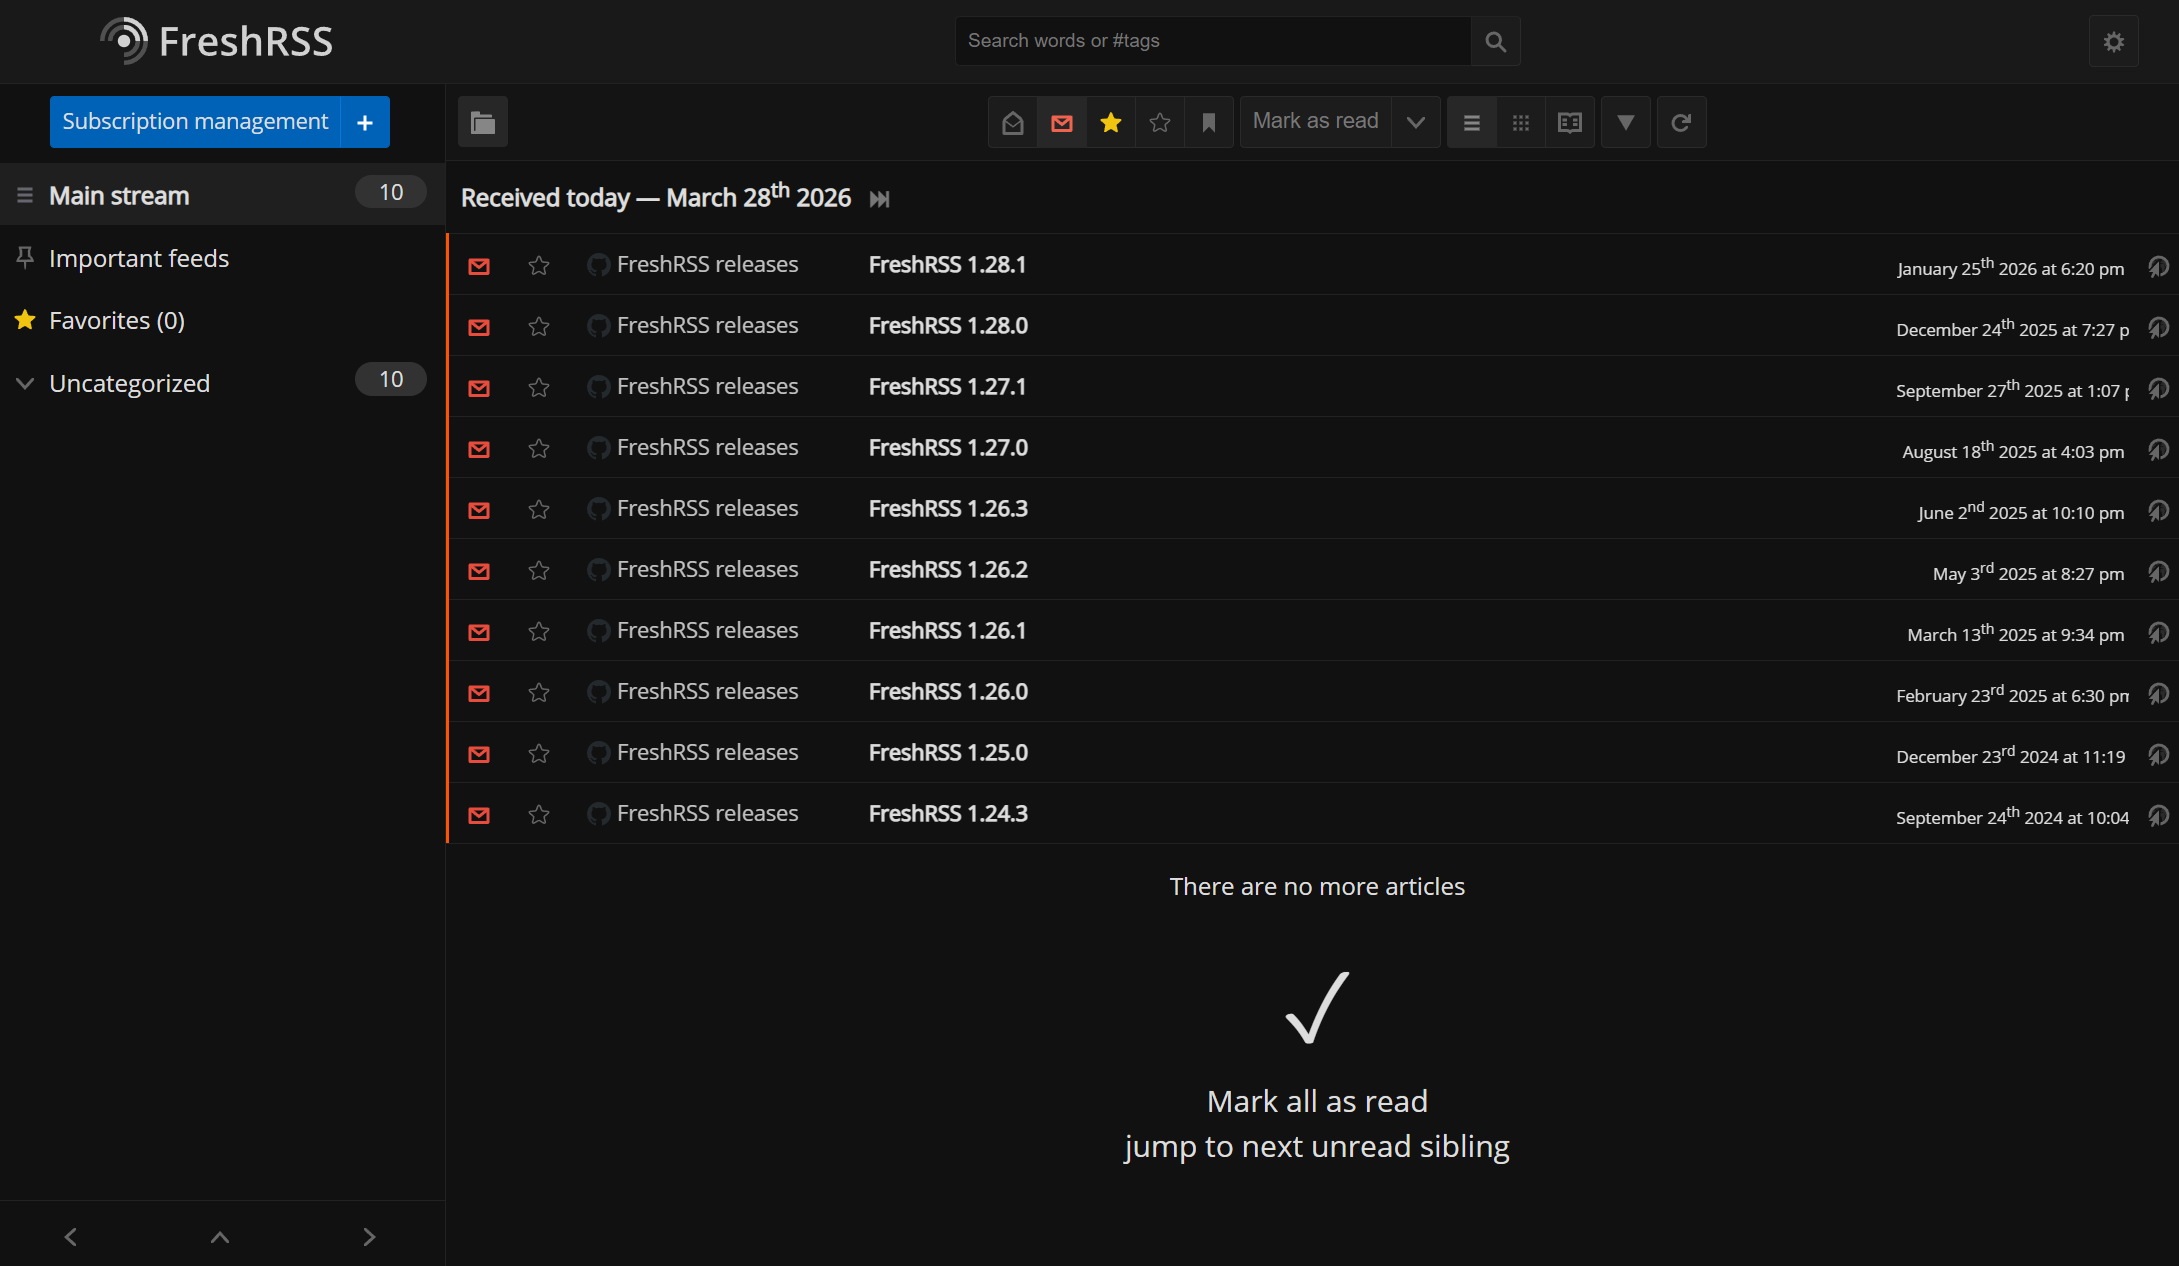 FreshRSS
Search words or #tags
Subscription management +
Mark as read
Main stream 10
Important feeds
Favorites (0)
Uncategorized 10
Received today — March 28th 2026
FreshRSS releases FreshRSS 1.28.1 January 25th 2026 at 6:20 pm
FreshRSS releases FreshRSS 1.28.0 December 24th 2025 at 7:27 p
FreshRSS releases FreshRSS 1.27.1 September 27th 2025 at 1:07 p
FreshRSS releases FreshRSS 1.27.0 August 18th 2025 at 4:03 pm
FreshRSS releases FreshRSS 1.26.3 June 2nd 2025 at 10:10 pm
FreshRSS releases FreshRSS 1.26.2 May 3rd 2025 at 8:27 pm
FreshRSS releases FreshRSS 1.26.1 March 13th 2025 at 9:34 pm
FreshRSS releases FreshRSS 1.26.0 February 23rd 2025 at 6:30 pm
FreshRSS releases FreshRSS 1.25.0 December 23rd 2024 at 11:19
FreshRSS releases FreshRSS 1.24.3 September 24th 2024 at 10:04
There are no more articles
Mark all as read
jump to next unread sibling